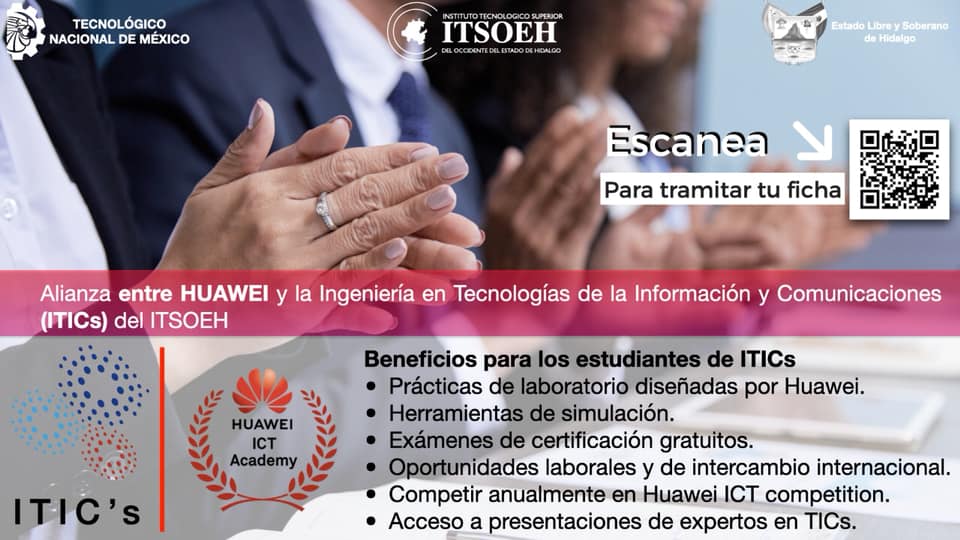 TECNOLÓGICO
NACIONAL DE MÉXICO
INSTITUTO TECNOLOGICO SUPERIOR
ITSOEH
DEL OCCIDENTE DEL ESTADO DE HIDALGO
Estado Libre y Soberano
de Hidalgo
Escanea
Para tramitar tu ficha
Alianza entre HUAWEI y la Ingeniería en Tecnologías de la Información y Comunicaciones
(ITICs) del ITSOEH
Beneficios para los estudiantes de ITICs
• Prácticas de laboratorio diseñadas por Huawei.
• Herramientas de simulación.
• Exámenes de certificación gratuitos.
• Oportunidades laborales y de intercambio internacional.
• Competir anualmente en Huawei ICT competition.
• Acceso a presentaciones de expertos en TICs.
HUAWEI
ICT
Academy
ITIC's